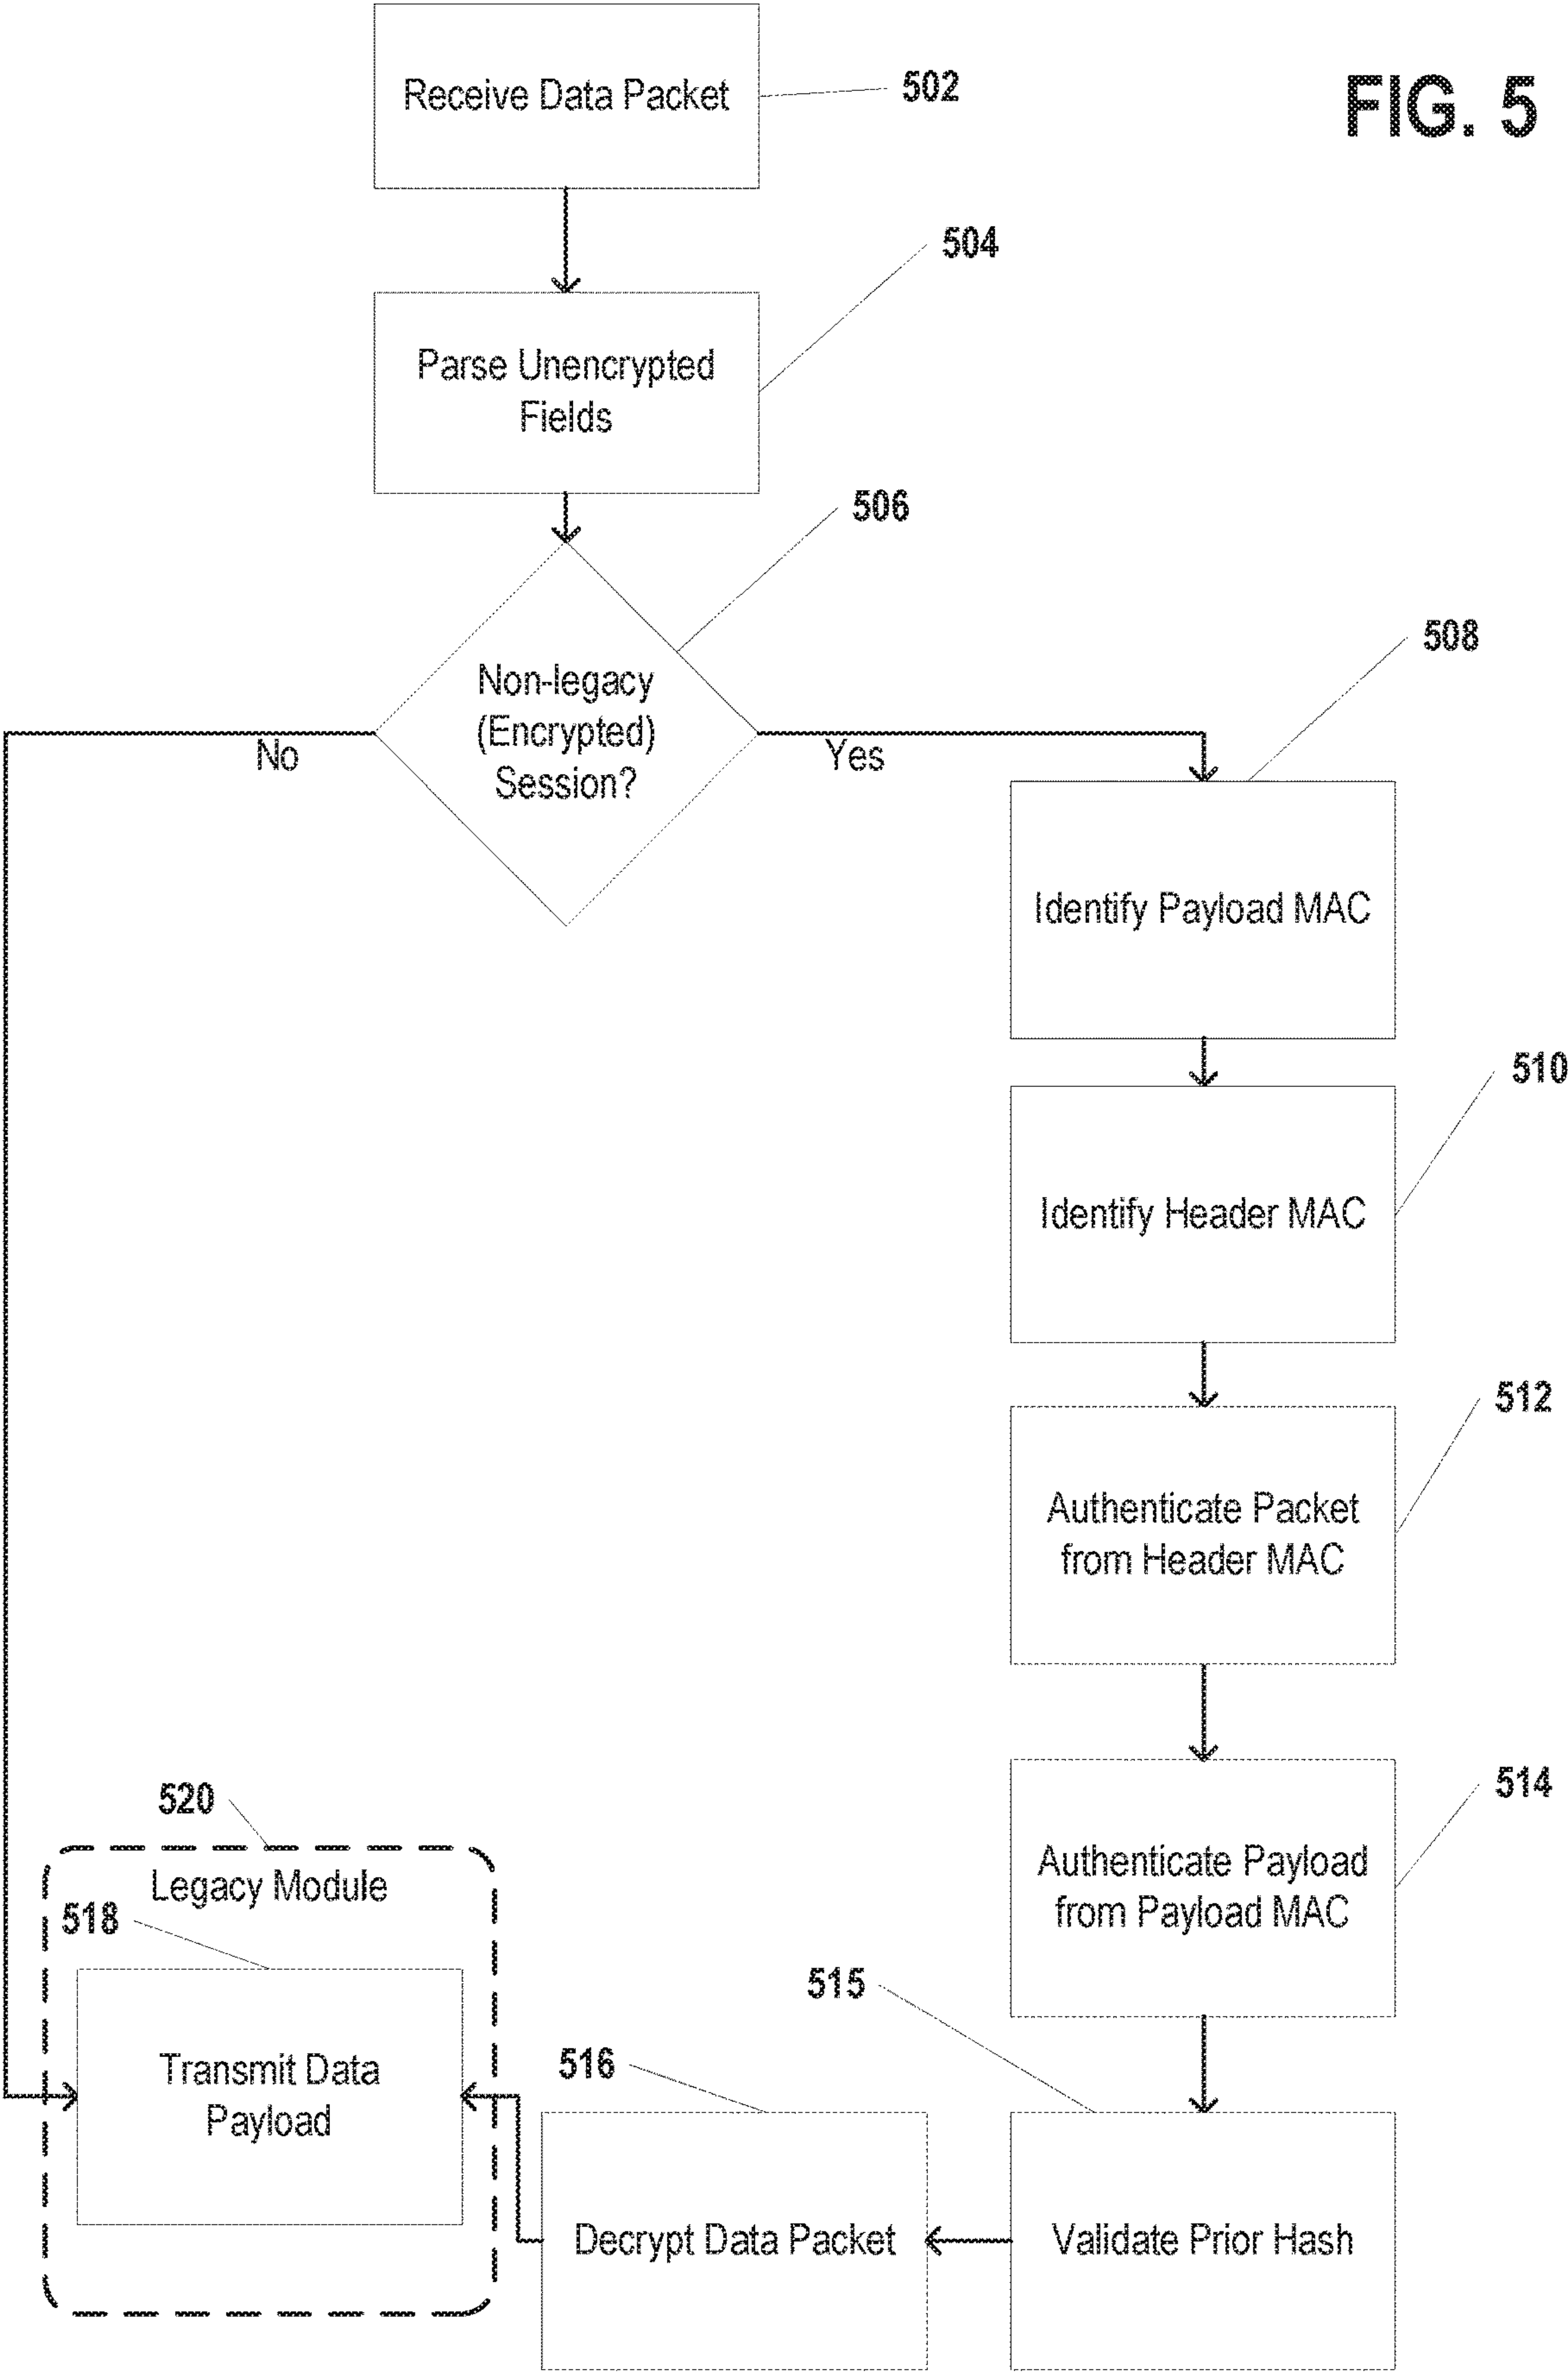 FIG. 5
Receive Data Packet
502
504
Parse Unencrypted
Fields
506
Non-legacy
(Encrypted)
Session?
No
Yes
508
Identify Payload MAC
510
Identify Header MAC
512
Authenticate Packet
from Header MAC
514
Authenticate Payload
from Payload MAC
515
Validate Prior Hash
516
Decrypt Data Packet
520
Legacy Module
518
Transmit Data
Payload